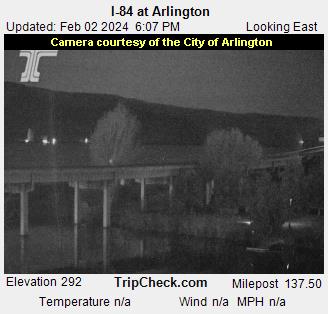 I-84 at Arlington
Updated: Feb 02 2024 6:07 PM Looking East
Camera courtesy of the City of Arlington
Elevation 292 TripCheck.com Milepost 137.50
Temperature n/a Wind n/a MPH n/a